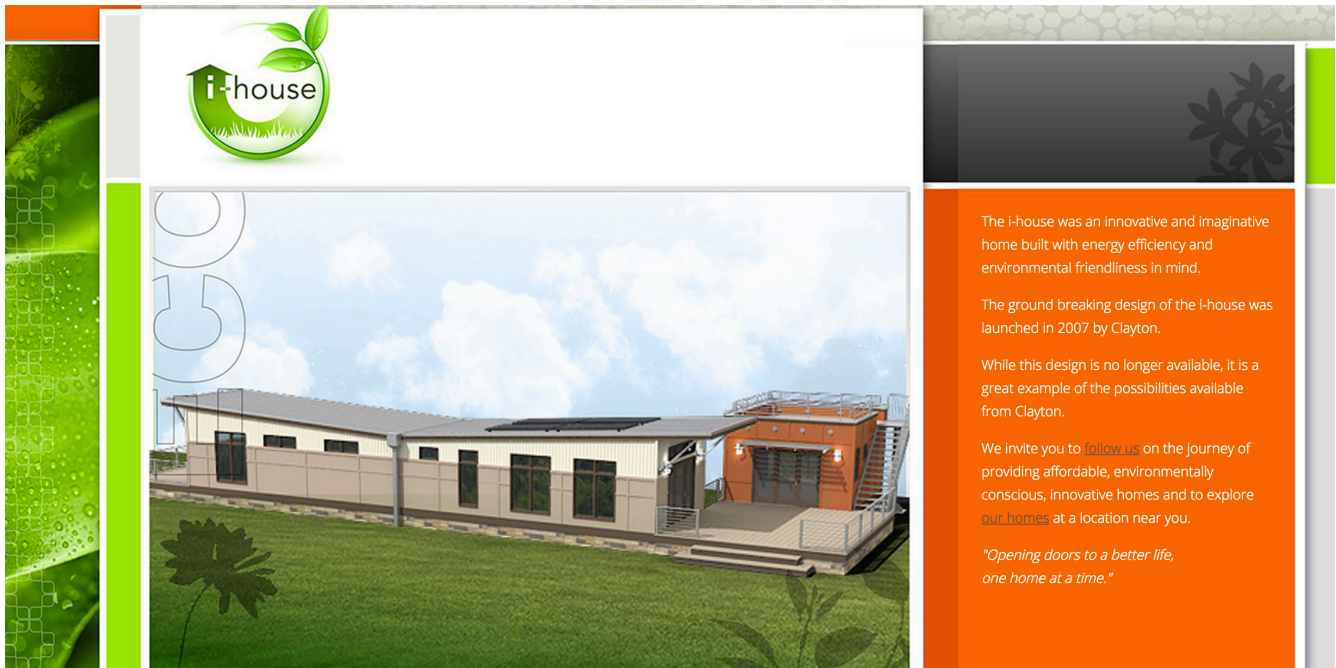 i-house
ECO
The i-house was an innovative and imaginative
home built with energy efficiency and
environmental friendliness in mind.
The ground breaking design of the i-house was
launched in 2007 by Clayton.
While this design is no longer available, it is a
great example of the possibilities available
from Clayton.
We invite you to follow us on the journey of
providing affordable, environmentally
conscious, innovative homes and to explore
our homes at a location near you.
"Opening doors to a better life,
one home at a time."